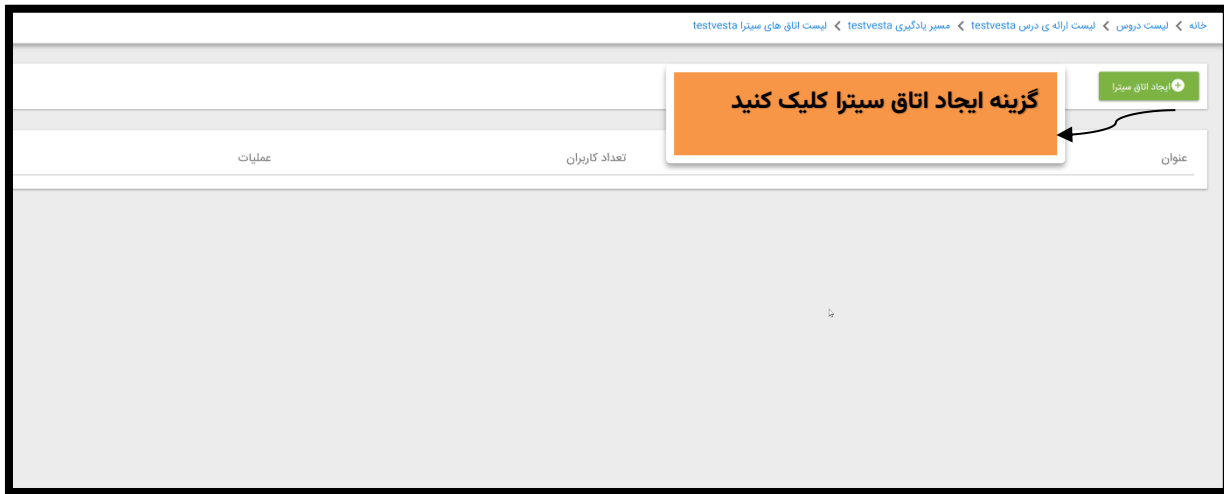 خانه ❯ لیست دروس ❯ لیست ارائه ی درس testvesta ❯ مسیر یادگیری testvesta ❯ لیست اتاق های سیترا testvesta
ایجاد اتاق سیترا
گزینه ایجاد اتاق سیترا کلیک کنید
عنوان تعداد کاربران عملیات